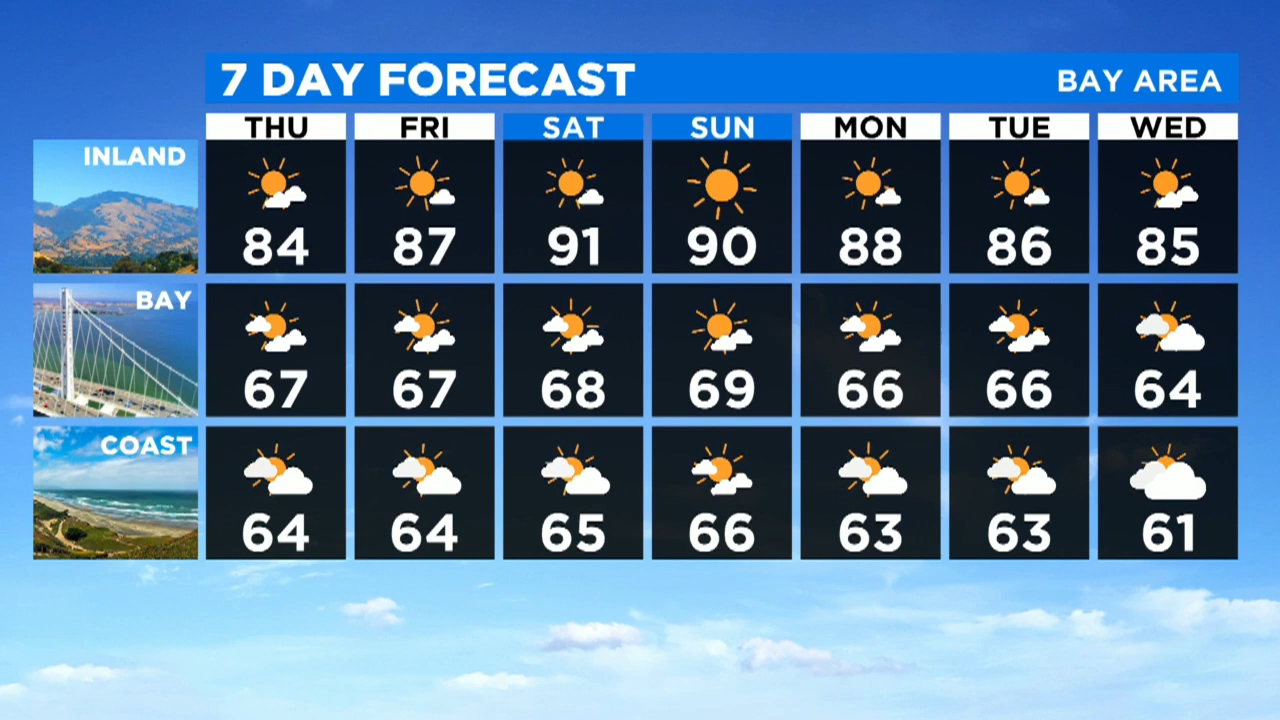 7 DAY FORECAST BAY AREA
THU FRI SAT SUN MON TUE WED
INLAND
84 87 91 90 88 86 85
BAY
67 67 68 69 66 66 64
COAST
64 64 65 66 63 63 61